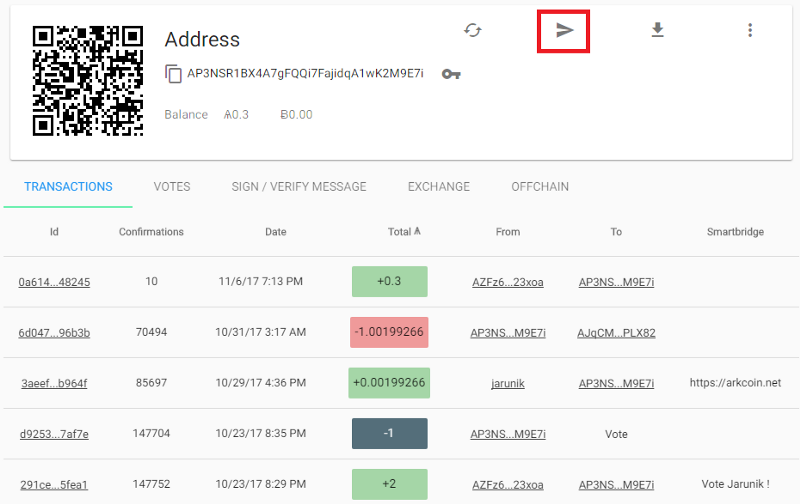 Address
AP3NSR1BX4A7gFQQi7FajidqA1wK2M9E7i
Balance Ѧ0.3 Ƀ0.00
TRANSACTIONS VOTES SIGN / VERIFY MESSAGE EXCHANGE OFFCHAIN
Id Confirmations Date Total Ѧ From To Smartbridge
0a614...48245 10 11/6/17 7:13 PM +0.3 AZFz6...23xoa AP3NS...M9E7i
6d047...96b3b 70494 10/31/17 3:17 AM -1.00199266 AP3NS...M9E7i AJqCM...PLX82
3aeef...b964f 85697 10/29/17 4:36 PM +0.00199266 jarunik AP3NS...M9E7i https://arkcoin.net
d9253...7af7e 147704 10/23/17 8:35 PM -1 AP3NS...M9E7i Vote
291ce...5fea1 147752 10/23/17 8:29 PM +2 AZFz6...23xoa AP3NS...M9E7i Vote Jarunik !